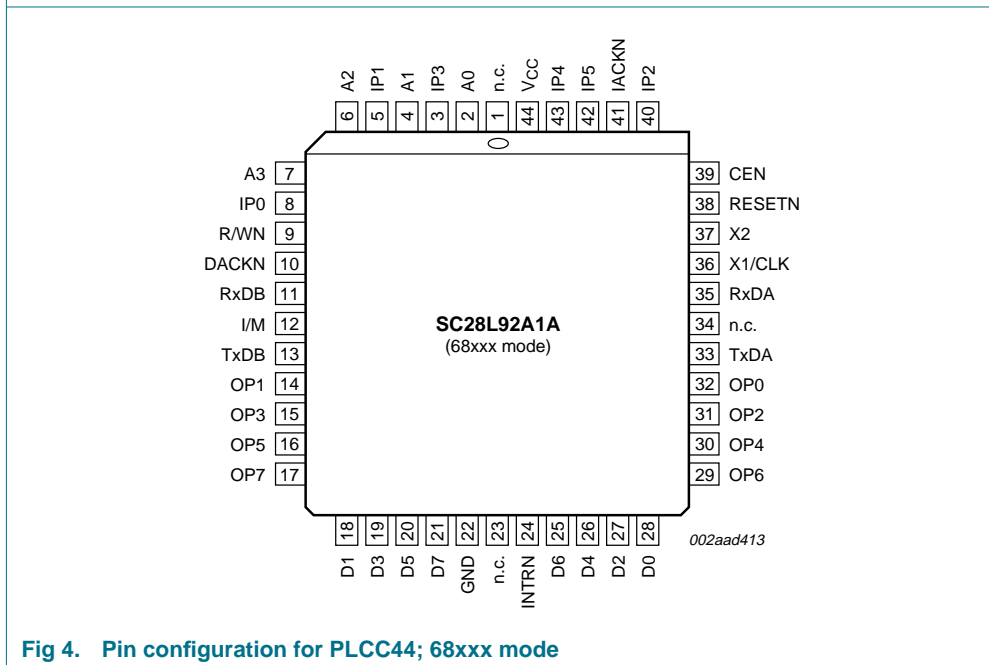 A2 IP1 A1 IP3 A0 n.c. VCC IP4 IP5 IACKN IP2
6 5 4 3 2 1 44 43 42 41 40
A3 7
IP0 8
R/WN 9
DACKN 10
RxDB 11
I/M 12
TxDB 13
OP1 14
OP3 15
OP5 16
OP7 17
SC28L92A1A
(68xxx mode)
39 CEN
38 RESETN
37 X2
36 X1/CLK
35 RxDA
34 n.c.
33 TxDA
32 OP0
31 OP2
30 OP4
29 OP6
18 19 20 21 22 23 24 25 26 27 28
D1 D3 D5 D7 GND n.c. INTRN D6 D4 D2 D0
002aad413
Fig 4. Pin configuration for PLCC44; 68xxx mode